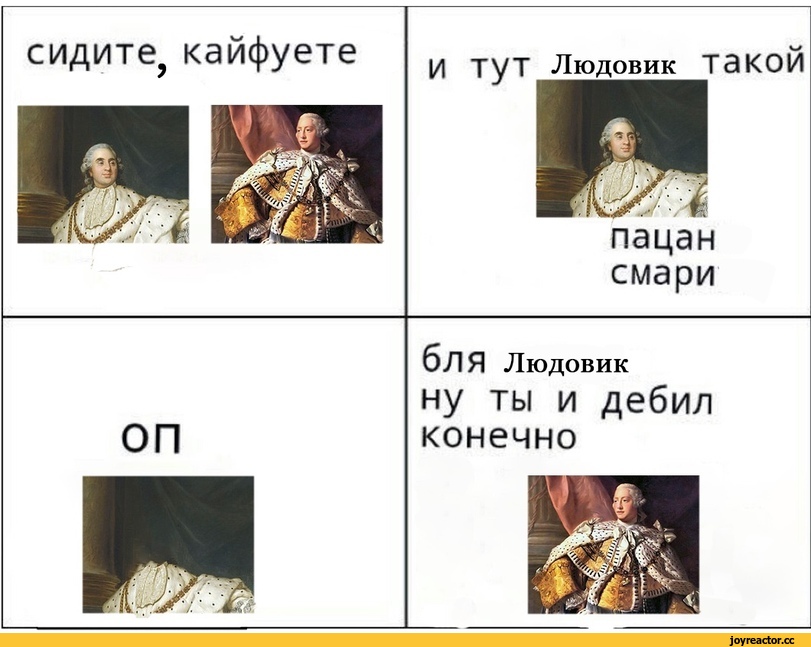 сидите, кайфуете
и тут Людовик такой
пацан
смари
оп
бля Людовик
ну ты и дебил
конечно
joyreactor.cc